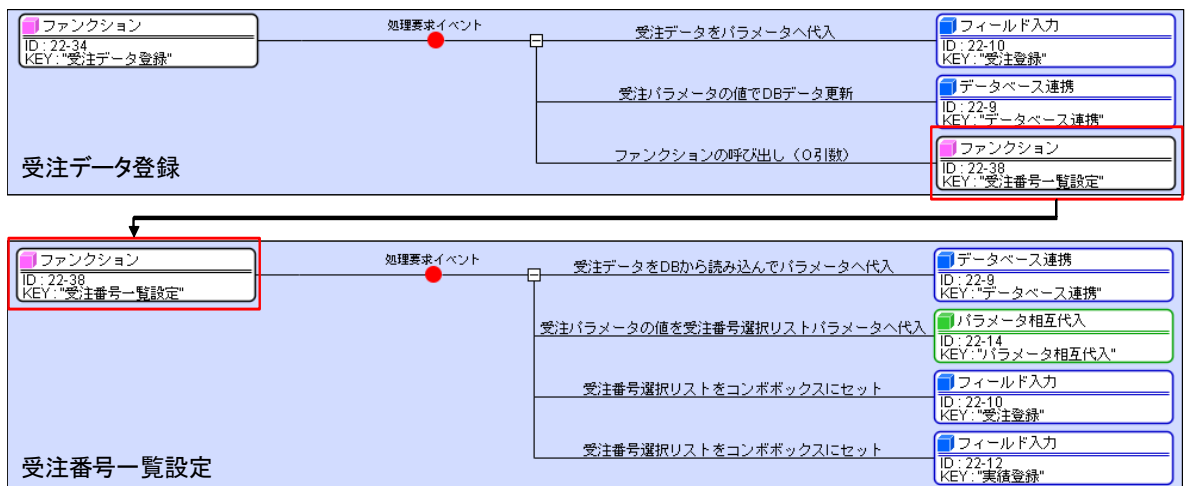 ファンクション
ID : 22-34
KEY : "受注データ登録"
処理要求イベント
受注データをパラメータへ代入
フィールド入力
ID : 22-10
KEY : "受注登録"
受注パラメータの値でDBデータ更新
データベース連携
ID : 22-9
KEY : "データベース連携"
ファンクションの呼び出し（0引数）
ファンクション
ID : 22-38
KEY : "受注番号一覧設定"
受注データ登録
ファンクション
ID : 22-38
KEY : "受注番号一覧設定"
処理要求イベント
受注データをDBから読み込んでパラメータへ代入
データベース連携
ID : 22-9
KEY : "データベース連携"
受注パラメータの値を受注番号選択リストパラメータへ代入
パラメータ相互代入
ID : 22-14
KEY : "パラメータ相互代入"
受注番号選択リストをコンボボックスにセット
フィールド入力
ID : 22-10
KEY : "受注登録"
受注番号選択リストをコンボボックスにセット
フィールド入力
ID : 22-12
KEY : "実績登録"
受注番号一覧設定